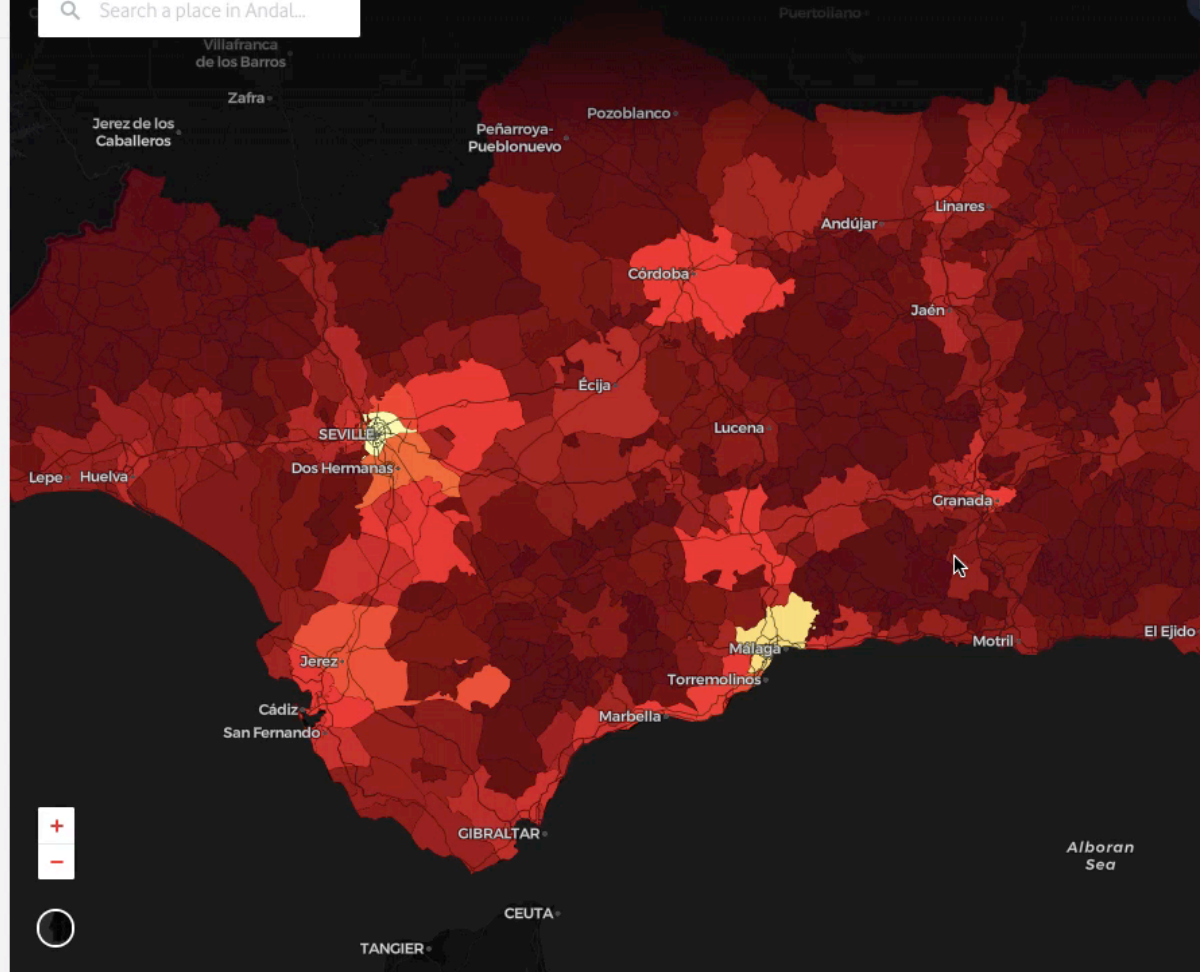 Search a place in Andal...
Puertollano
Villafranca
de los Barros
Zafra
Pozoblanco
Jerez de los
Caballeros
Peñarroya-
Pueblonuevo
Linares
Andújar
Córdoba
Jaén
Écija
Lucena
SEVILLE
Dos Hermanas
Lepe
Huelva
Granada
El Ejido
Motril
Málaga
Jerez
Torremolinos
Cádiz
Marbella
San Fernando
+
GIBRALTAR
−
Alboran
Sea
CEUTA
TANGIER